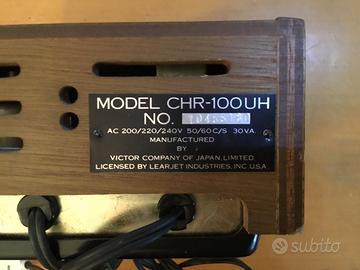 MODEL CHR-100UH
NO.
AC 200/220/240V 50/60C/S 30VA
MANUFACTURED
BY
VICTOR COMPANY OF JAPAN, LIMITED.
LICENSED BY LEARJET INDUSTRIES, INC U.S.A
subito